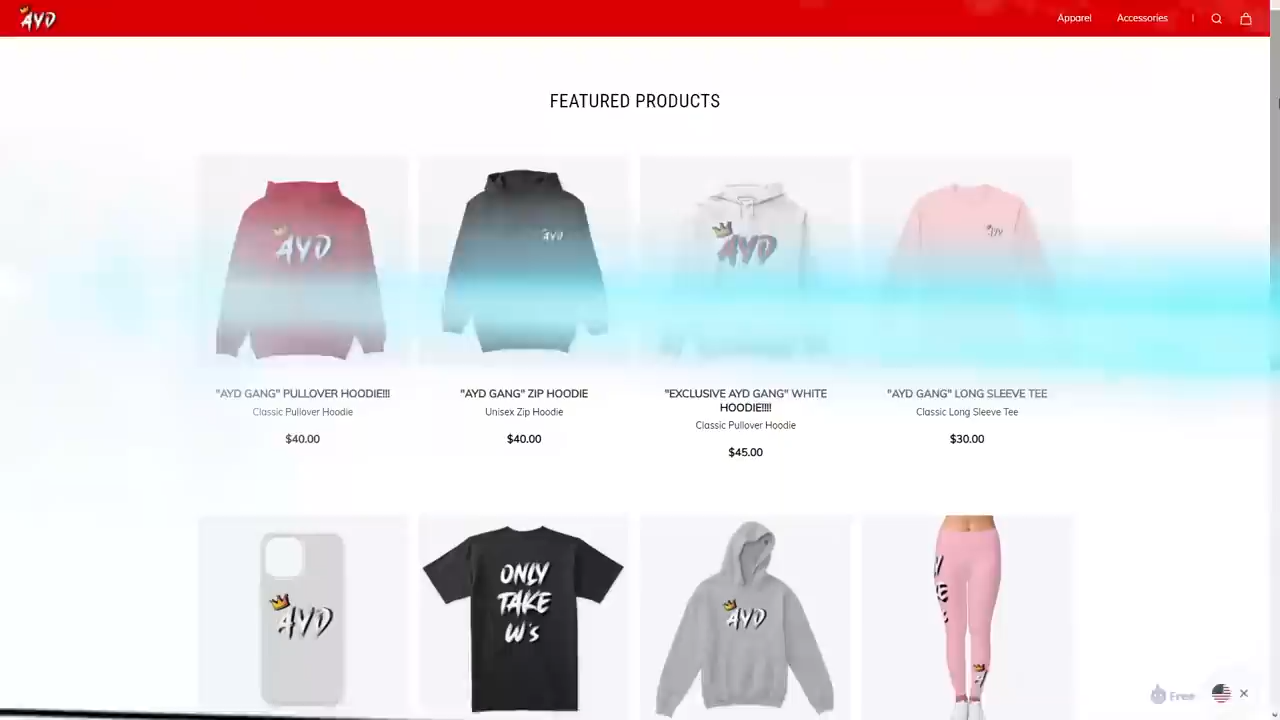 AYD
Apparel
Accessories
FEATURED PRODUCTS
AYD
AYD
AYD
AYD
"AYD GANG" PULLOVER HOODIE!!!
Classic Pullover Hoodie
$40.00
"AYD GANG" ZIP HOODIE
Unisex Zip Hoodie
$40.00
"EXCLUSIVE AYD GANG" WHITE
HOODIE!!!!
Classic Pullover Hoodie
$45.00
"AYD GANG" LONG SLEEVE TEE
Classic Long Sleeve Tee
$30.00
AYD
ONLY
TAKE
W's
AYD
Free